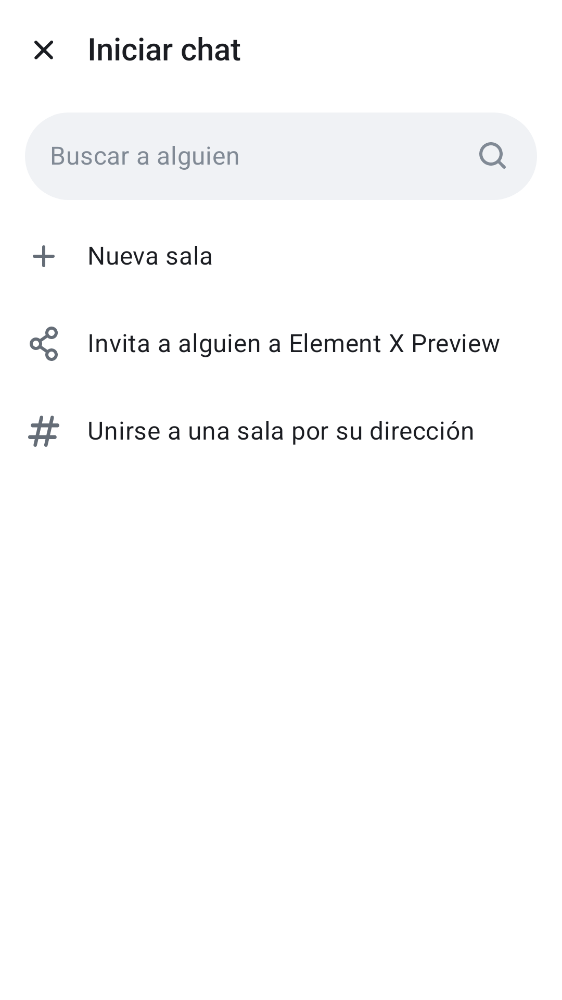 Iniciar chat
Buscar a alguien
Nueva sala
Invita a alguien a Element X Preview
Unirse a una sala por su dirección